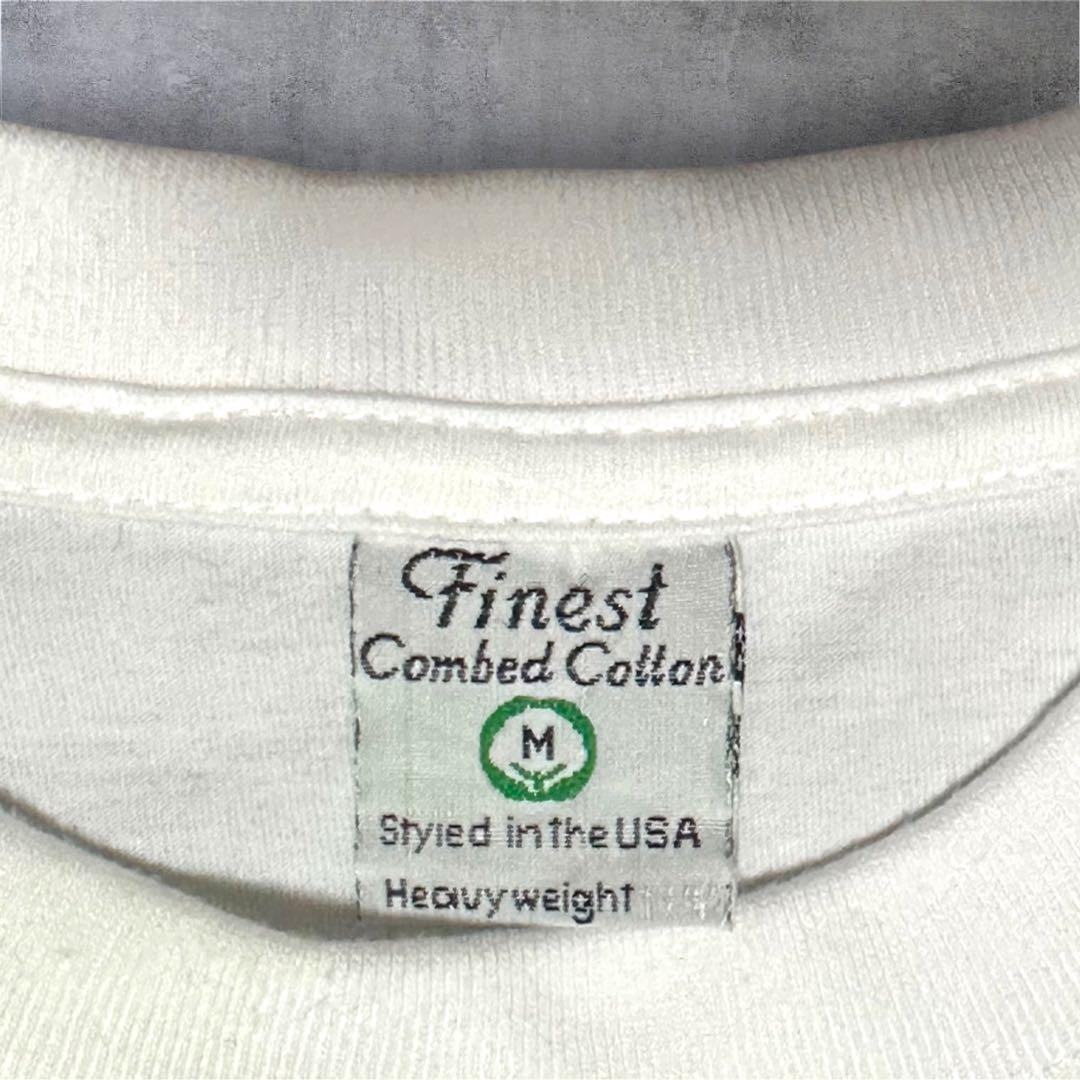 Finest
Combed Cotton
M
Styled in the USA
Heavyweight